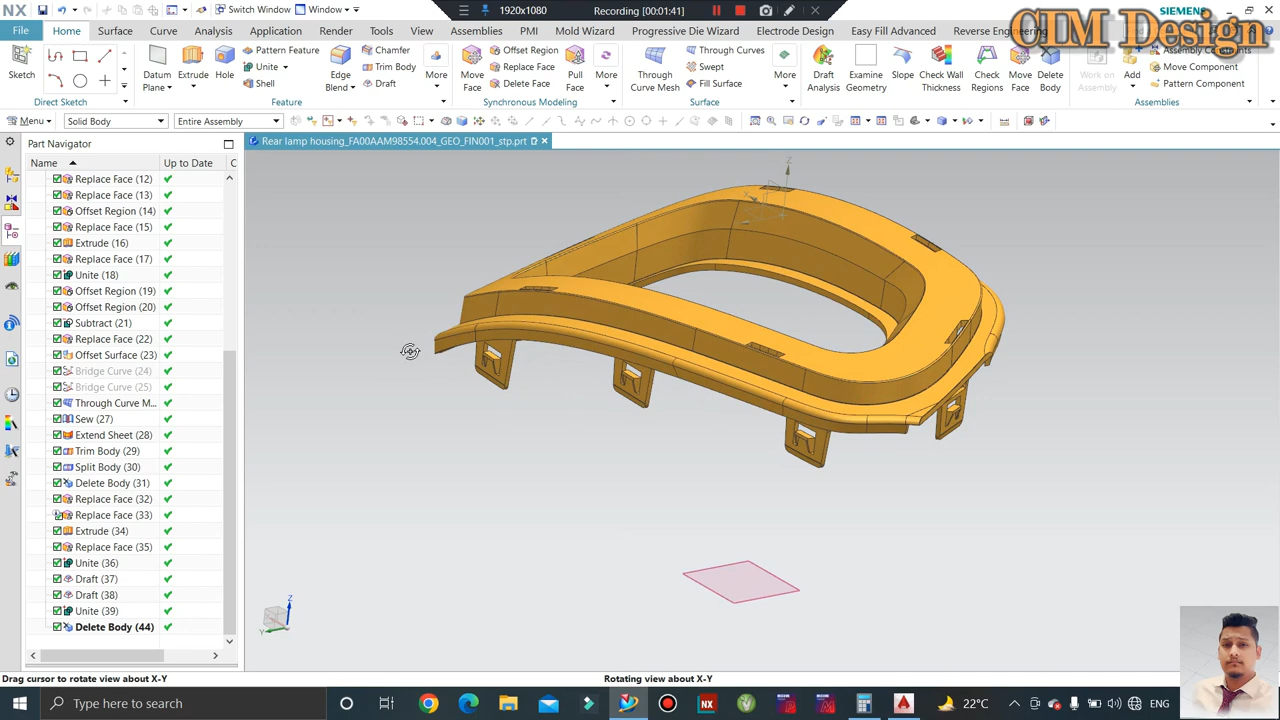 NX
Switch Window
Window
1920x1080
Recording [00:01:41]
SIEMENS
CIM Design
File
Home
Surface
Curve
Analysis
View
Render
Tools
Application
Assemblies
PMI
Mold Wizard
Progressive Die Wizard
Electrode Design
Easy Fill Advanced
Reverse Engineering
Sketch
Direct Sketch
Datum Plane
Extrude
Hole
Pattern Feature
Unite
Shell
Edge Blend
Chamfer
Trim Body
Draft
More
Feature
Move Face
Offset Region
Replace Face
Delete Face
Pull Face
More
Synchronous Modeling
Through Curve Mesh
Through Curves
Swept
Fill Surface
More
Surface
Draft Analysis
Examine Geometry
Slope
Check Wall Thickness
Check Regions
Move Face
Delete Body
Work on Assembly
Add
Assembly Constraints
Move Component
Pattern Component
Assemblies
Menu
Solid Body
Entire Assembly
Part Navigator
Rear lamp housing_FA00AAM98554.004_GEO_FIN001_stp.prt
Name
Up to Date
C
Replace Face (12)
Replace Face (13)
Offset Region (14)
Replace Face (15)
Extrude (16)
Replace Face (17)
Unite (18)
Offset Region (19)
Offset Region (20)
Subtract (21)
Replace Face (22)
Offset Surface (23)
Bridge Curve (24)
Bridge Curve (25)
Through Curve M...
Sew (27)
Extend Sheet (28)
Trim Body (29)
Split Body (30)
Delete Body (31)
Replace Face (32)
Replace Face (33)
Extrude (34)
Replace Face (35)
Unite (36)
Draft (37)
Draft (38)
Unite (39)
Delete Body (44)
Z
X
Z
Y
Drag cursor to rotate view about X-Y
Rotating view about X-Y
Type here to search
22°C
ENG